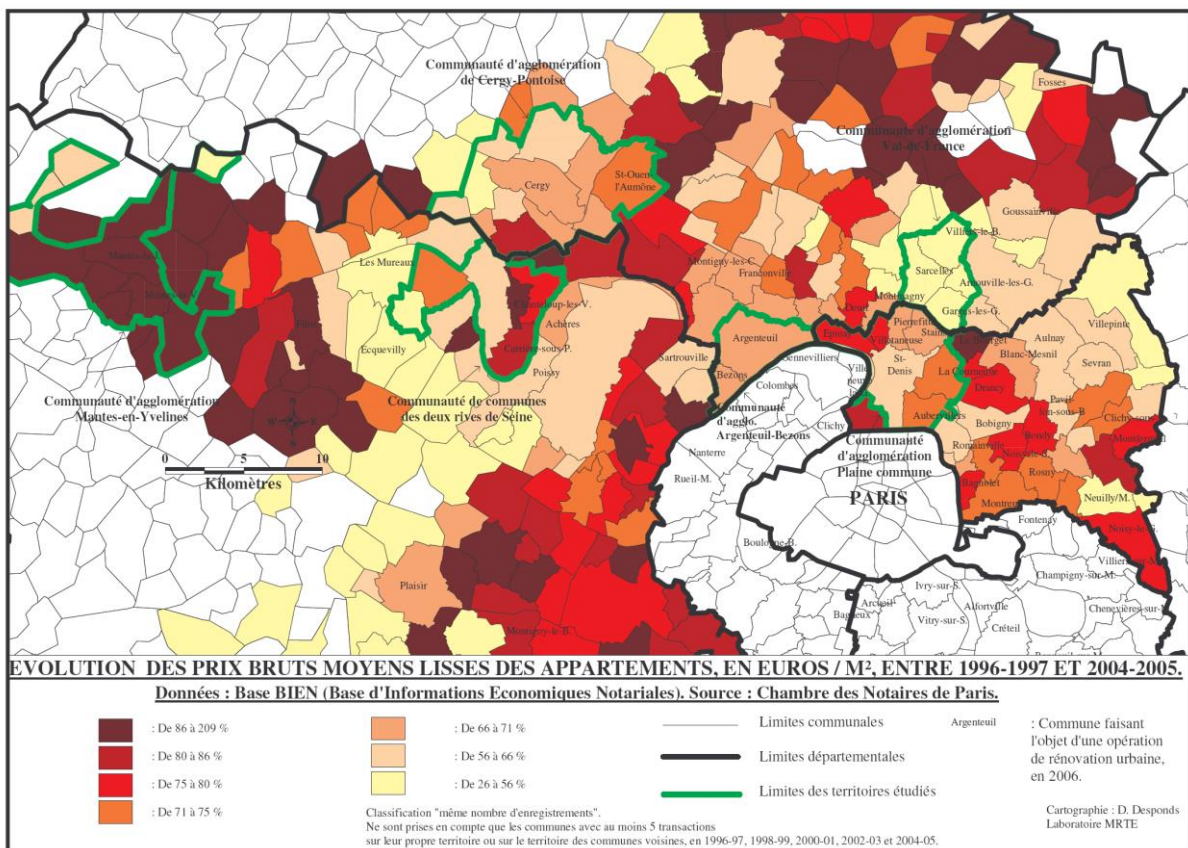 Communauté d'agglomération
de Cergy-Pontoise
Fosses
Communauté d'agglomération
Val-de-France
Cergy
St-Ouen
l'Aumône
Goussainville
Villiers-le-B.
Les Mureaux
Montigny-les-C.
Franconville
Sarcelles
Arnouville-les-G.
Montmagny
Chanteloup-les-V.
Achères
Deuil
Garges-les-G.
Villepinte
Ecquevilly
Carrière-sous-P.
Poissy
Sartrouville
Argenteuil
Epinay
Villetaneuse
Pierrefitte
Stains
Le Bourget
Aulnay
Blanc-Mesnil
Sevran
Bezons
Gennevilliers
Colombes
St-
Denis
La Courneuve
Drancy
Communauté d'agglomération
Mantes-en-Yvelines
Communauté de communes
des deux rives de Seine
Communauté
d'agglo.
Argenteuil-Bezons
Clichy
Aubervilliers
Bobigny
Bondy
Romainville
Rosny
Nanterre
Communauté
d'agglomération
Plaine commune
Rueil-M.
PARIS
Bagnolet
Neuilly/M.
Fontenay
Boulogne-B.
Champigny-sur-M.
Plaisir
Ivry-sur-S.
Arcueil
Alfortville
Bagneux
Vitry-sur-S.
Créteil
Montigny-le-B.
0 5 10
Kilomètres
EVOLUTION DES PRIX BRUTS MOYENS LISSES DES APPARTEMENTS, EN EUROS / M², ENTRE 1996-1997 ET 2004-2005.
Données : Base BIEN (Base d'Informations Economiques Notariales). Source : Chambre des Notaires de Paris.
: De 86 à 209 %
: De 80 à 86 %
: De 75 à 80 %
: De 71 à 75 %
: De 66 à 71 %
: De 56 à 66 %
: De 26 à 56 %
Limites communales
Limites départementales
Limites des territoires étudiés
Argenteuil
: Commune faisant
l'objet d'une opération
de rénovation urbaine,
en 2006.
Classification "même nombre d'enregistrements".
Ne sont prises en compte que les communes avec au moins 5 transactions
sur leur propre territoire ou sur le territoire des communes voisines, en 1996-97, 1998-99, 2000-01, 2002-03 et 2004-05.
Cartographie : D. Desponds
Laboratoire MRTE